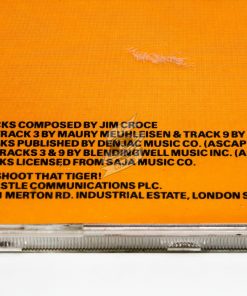 CKS COMPOSED BY JIM CROCE
TRACK 3 BY MAURY MEUHLEISEN & TRACK 9 BY
CKS PUBLISHED BY DENJAC MUSIC CO. (ASCAP
TRACKS 3 & 9 BY BLENDINGWELL MUSIC INC. (A
CKS LICENSED FROM SAJA MUSIC CO.
SHOOT THAT TIGER!
STLE COMMUNICATIONS PLC.
MERTON RD. INDUSTRIAL ESTATE, LONDON S